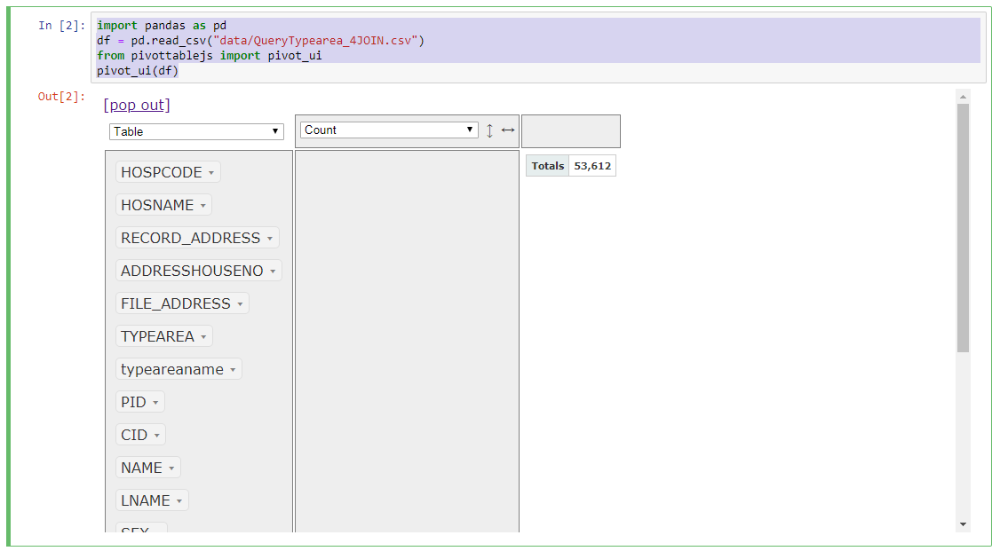 In [2]: import pandas as pd
df = pd.read_csv("data/QueryTypearea_4JOIN.csv")
from pivottablejs import pivot_ui
pivot_ui(df)
Out[2]:
[pop out]
Table Count
Totals 53,612
HOSPCODE
HOSNAME
RECORD_ADDRESS
ADDRESSHOUSENO
FILE_ADDRESS
TYPEAREA
typeareaname
PID
CID
NAME
LNAME
SEX